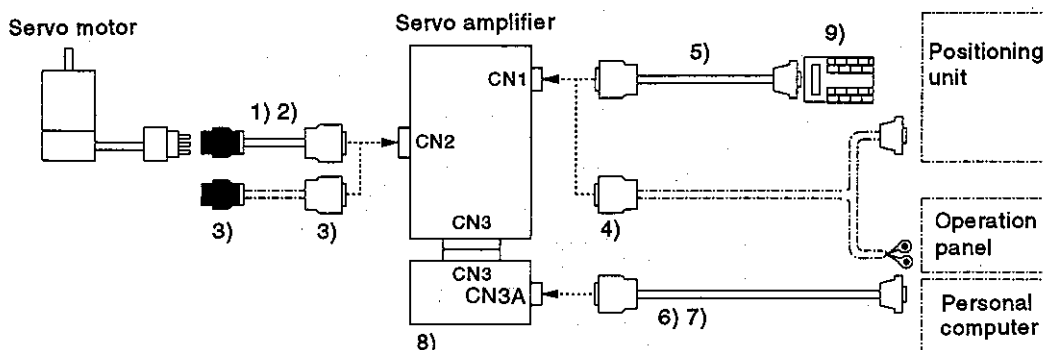 Servo motor
Servo amplifier
5)
9)
Positioning
unit
CN1
1) 2)
CN2
3)
3)
4)
CN3
Operation
panel
CN3
CN3A
6) 7)
Personal
computer
8)